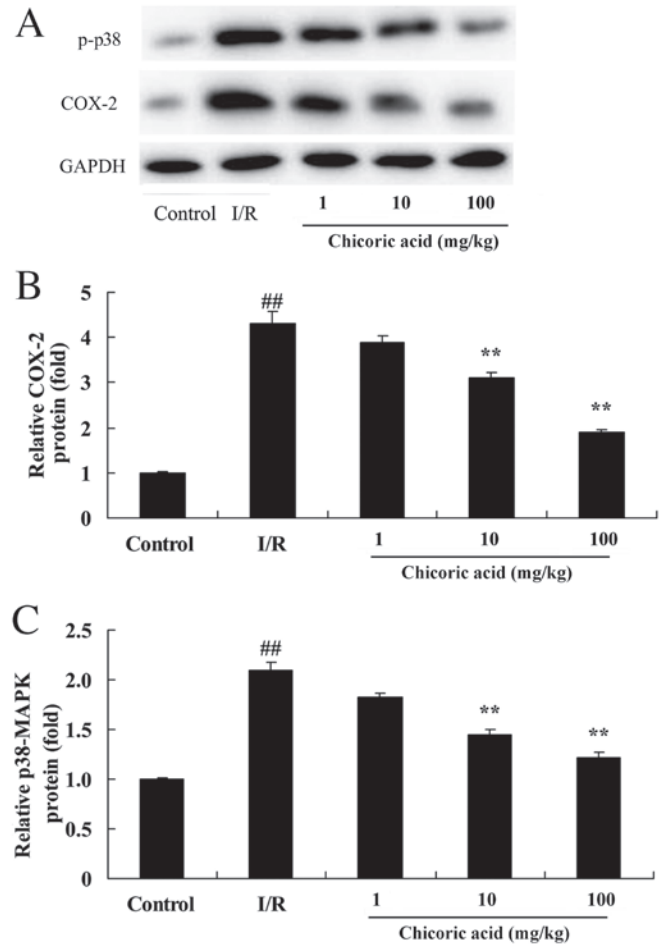 A
p-p38
COX-2
GAPDH
Control I/R 1 10 100
Chicoric acid (mg/kg)
B
Relative COX-2
protein (fold)
5
4
3
2
1
0
##
**
**
Control I/R 1 10 100
Chicoric acid (mg/kg)
C
Relative p38-MAPK
protein (fold)
2.5
2.0
1.5
1.0
0.5
0.0
##
**
**
Control I/R 1 10 100
Chicoric acid (mg/kg)